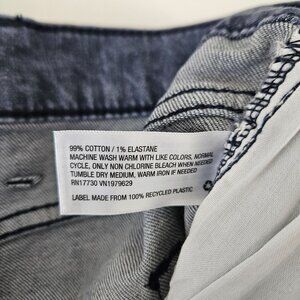 99% COTTON / 1% ELASTANE
MACHINE WASH WARM WITH LIKE COLORS, NORMAL
CYCLE, ONLY NON CHLORINE BLEACH WHEN NEEDED
TUMBLE DRY MEDIUM, WARM IRON IF NEEDED
RN17730 VN1979629
LABEL MADE FROM 100% RECYCLED PLASTIC